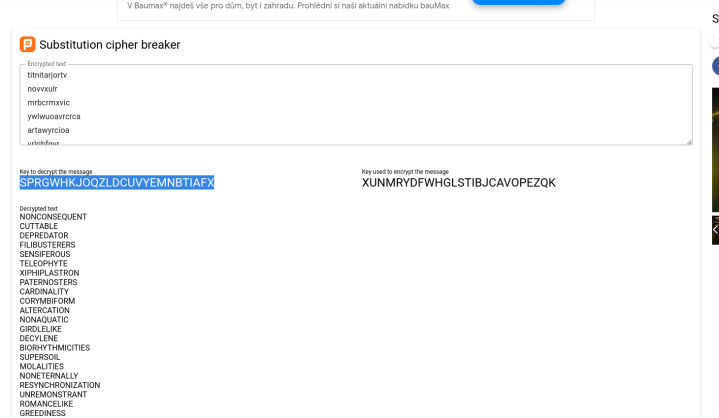 V Baumax® najdeš vše pro dům, byt i zahradu. Prohlédni si naši aktuální nabídku bauMax
S
Substitution cipher breaker
Encrypted text
titnitarjortv
novvxulr
mrbcrmxvic
ywlwuoavrcrca
artawyrcioa
Key to decrypt the message
SPRGWHKJOQZLDCUVYEMNBTIAFX
Key used to encrypt the message
XUNMRYDFWHGLSTIBJCAVOPEZQK
Decrypted text
NONCONSEQUENT
CUTTABLE
DEPREDATOR
FILIBUSTERERS
SENSIFEROUS
TELEOPHYTE
XIPHIPLASTRON
PATERNOSTERS
CARDINALITY
CORYMBIFORM
ALTERCATION
NONAQUATIC
GIRDLELIKE
DECYLENE
BIORHYTHMICITIES
SUPERSOIL
MOLALITIES
NONETERNALLY
RESYNCHRONIZATION
UNREMONSTRANT
ROMANCELIKE
GREEDINESS